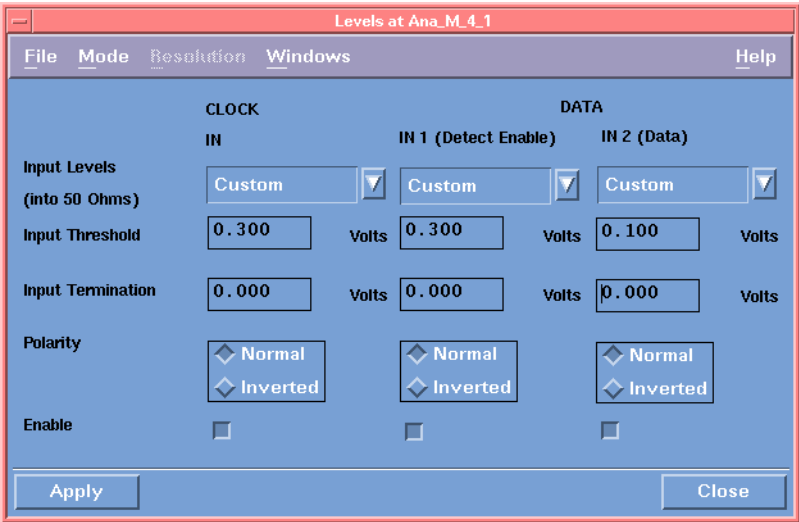 Levels at Ana_M_4_1
File Mode Resolution Windows Help
CLOCK DATA
IN IN 1 (Detect Enable) IN 2 (Data)
Input Levels
(into 50 Ohms) Custom Custom Custom
Input Threshold 0.300 Volts 0.300 Volts 0.100 Volts
Input Termination 0.000 Volts 0.000 Volts 0.000 Volts
Polarity
Normal Normal Normal
Inverted Inverted Inverted
Enable
Apply Close